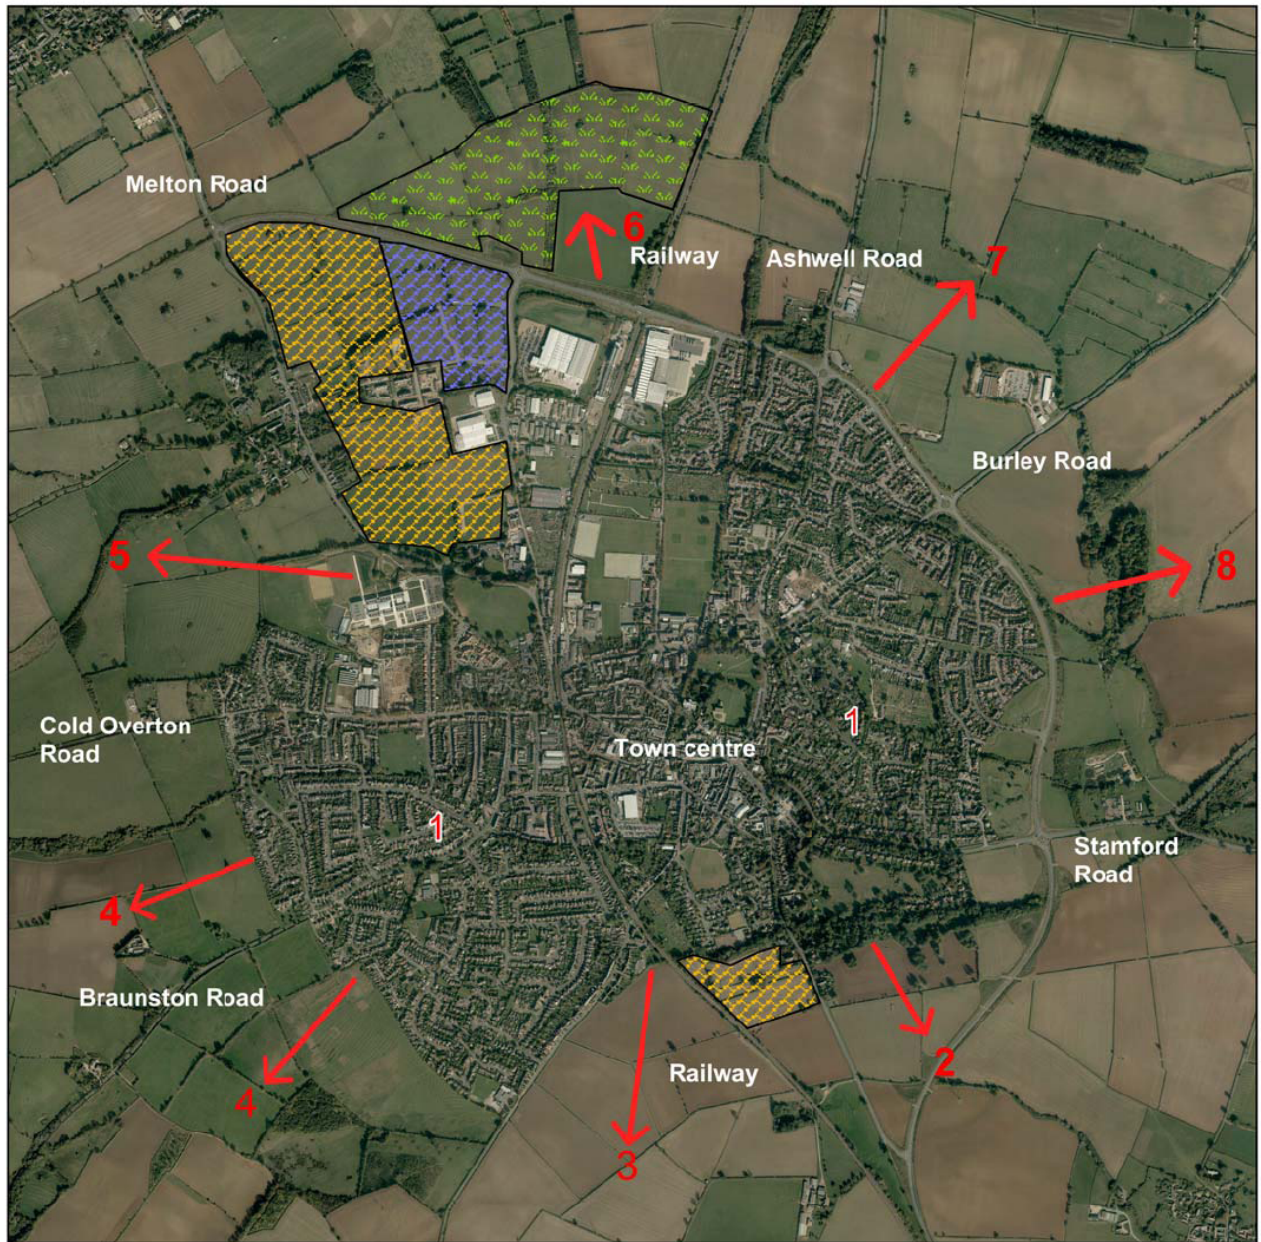 Melton Road
6
Railway
Ashwell Road
7
Burley Road
5
8
Cold Overton
Road
1
Town centre
1
Stamford
Road
4
Braunston Road
2
Railway
4
3